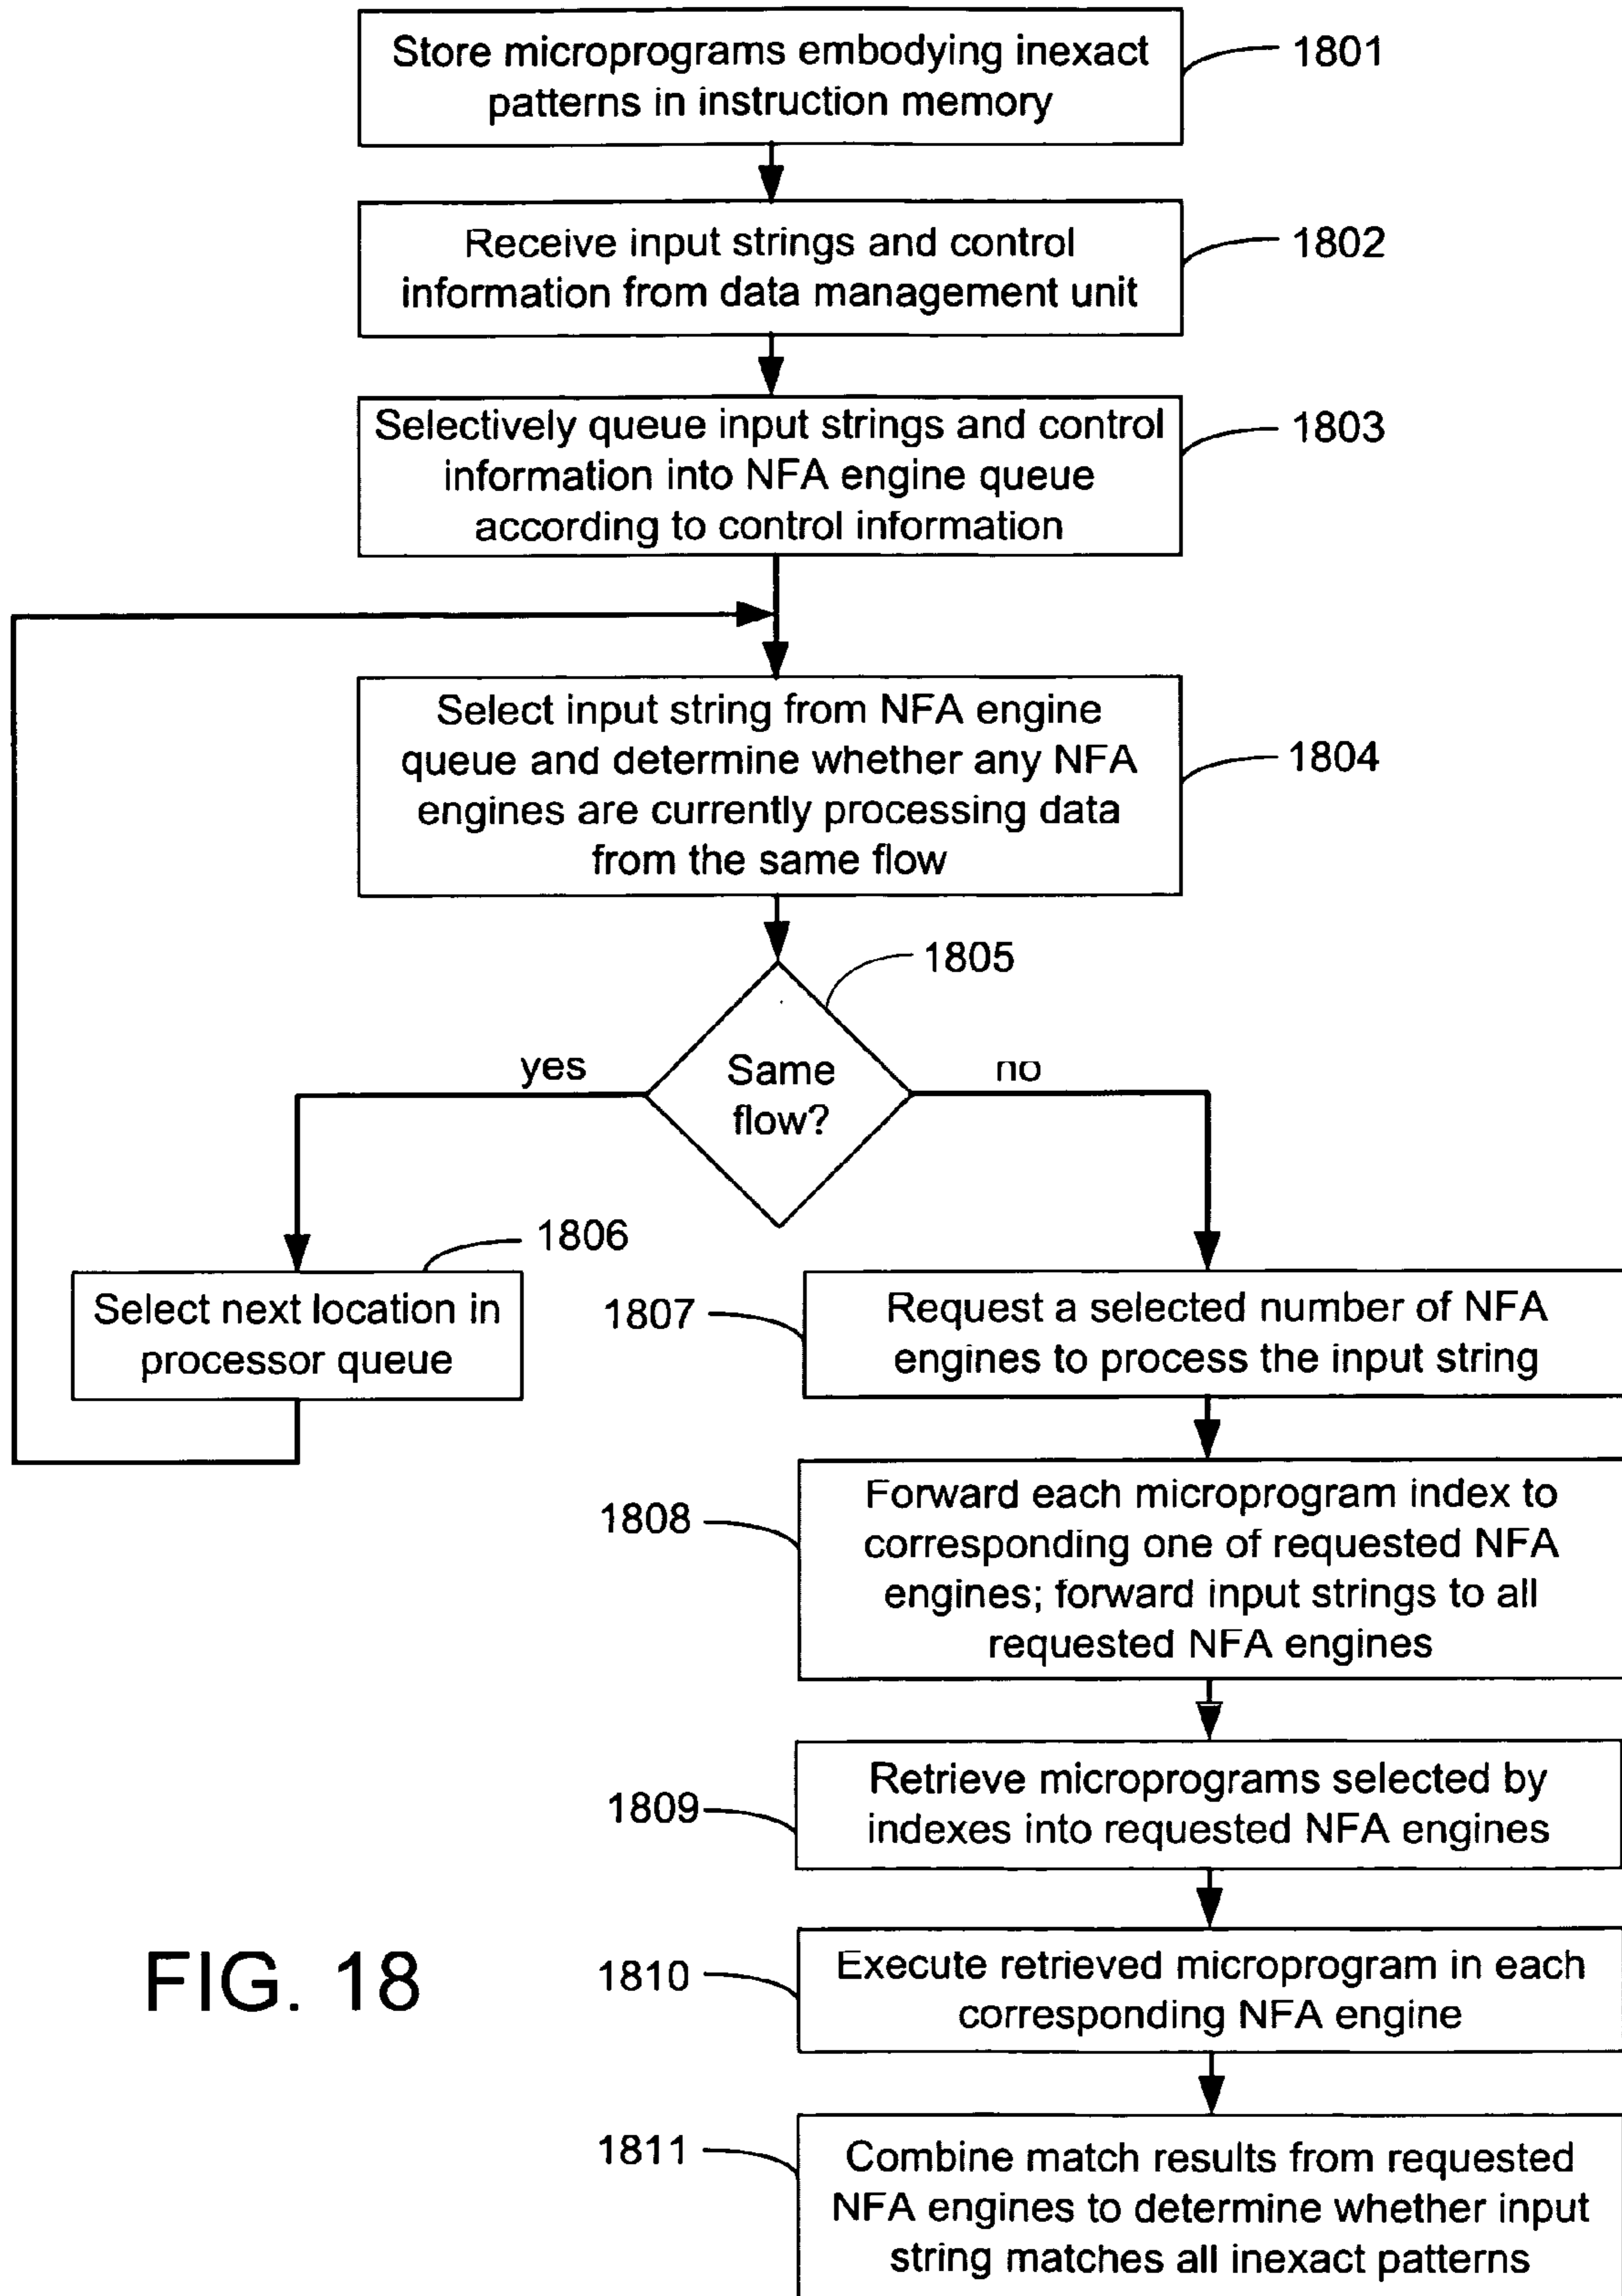 Store microprograms embodying inexact
patterns in instruction memory
1801
Receive input strings and control
information from data management unit
1802
Selectively queue input strings and control
information into NFA engine queue
according to control information
1803
Select input string from NFA engine
queue and determine whether any NFA
engines are currently processing data
from the same flow
1804
1805
Same
flow?
yes
no
1806
Select next location in
processor queue
1807
Request a selected number of NFA
engines to process the input string
1808
Forward each microprogram index to
corresponding one of requested NFA
engines; forward input strings to all
requested NFA engines
1809
Retrieve microprograms selected by
indexes into requested NFA engines
1810
Execute retrieved microprogram in each
corresponding NFA engine
1811
Combine match results from requested
NFA engines to determine whether input
string matches all inexact patterns
FIG. 18